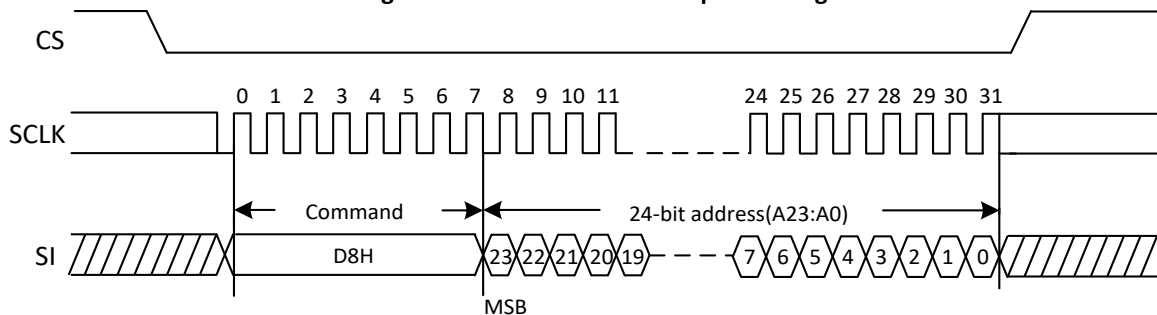 CS
0 1 2 3 4 5 6 7 8 9 10 11 24 25 26 27 28 29 30 31
SCLK
Command 24-bit address(A23:A0)
SI D8H 23 22 21 20 19 7 6 5 4 3 2 1 0
MSB